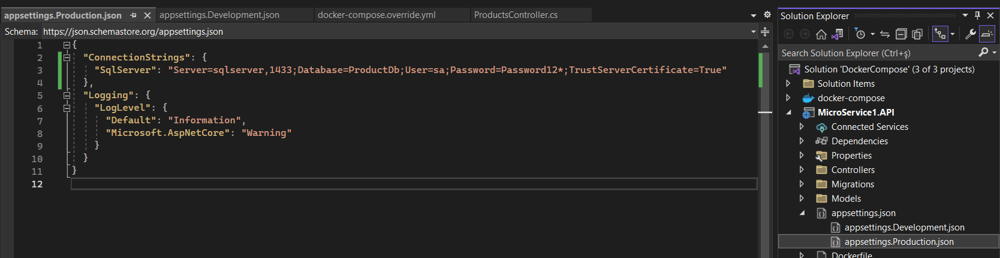 appsettings.Production.json
appsettings.Development.json
docker-compose.override.yml
ProductsController.cs
Schema: https://json.schemastore.org/appsettings.json
1 {
2 "ConnectionStrings": {
3 "SqlServer": "Server=sqlserver,1433;Database=ProductDb;User=sa;Password=Password12*;TrustServerCertificate=True"
4 },
5 "Logging": {
6 "LogLevel": {
7 "Default": "Information",
8 "Microsoft.AspNetCore": "Warning"
9 }
10 }
11 }
12
Solution Explorer
Search Solution Explorer (Ctrl+ş)
Solution 'DockerCompose' (3 of 3 projects)
Solution Items
docker-compose
MicroService1.API
Connected Services
Dependencies
Properties
Controllers
Migrations
Models
appsettings.json
appsettings.Development.json
appsettings.Production.json
Dockerfile